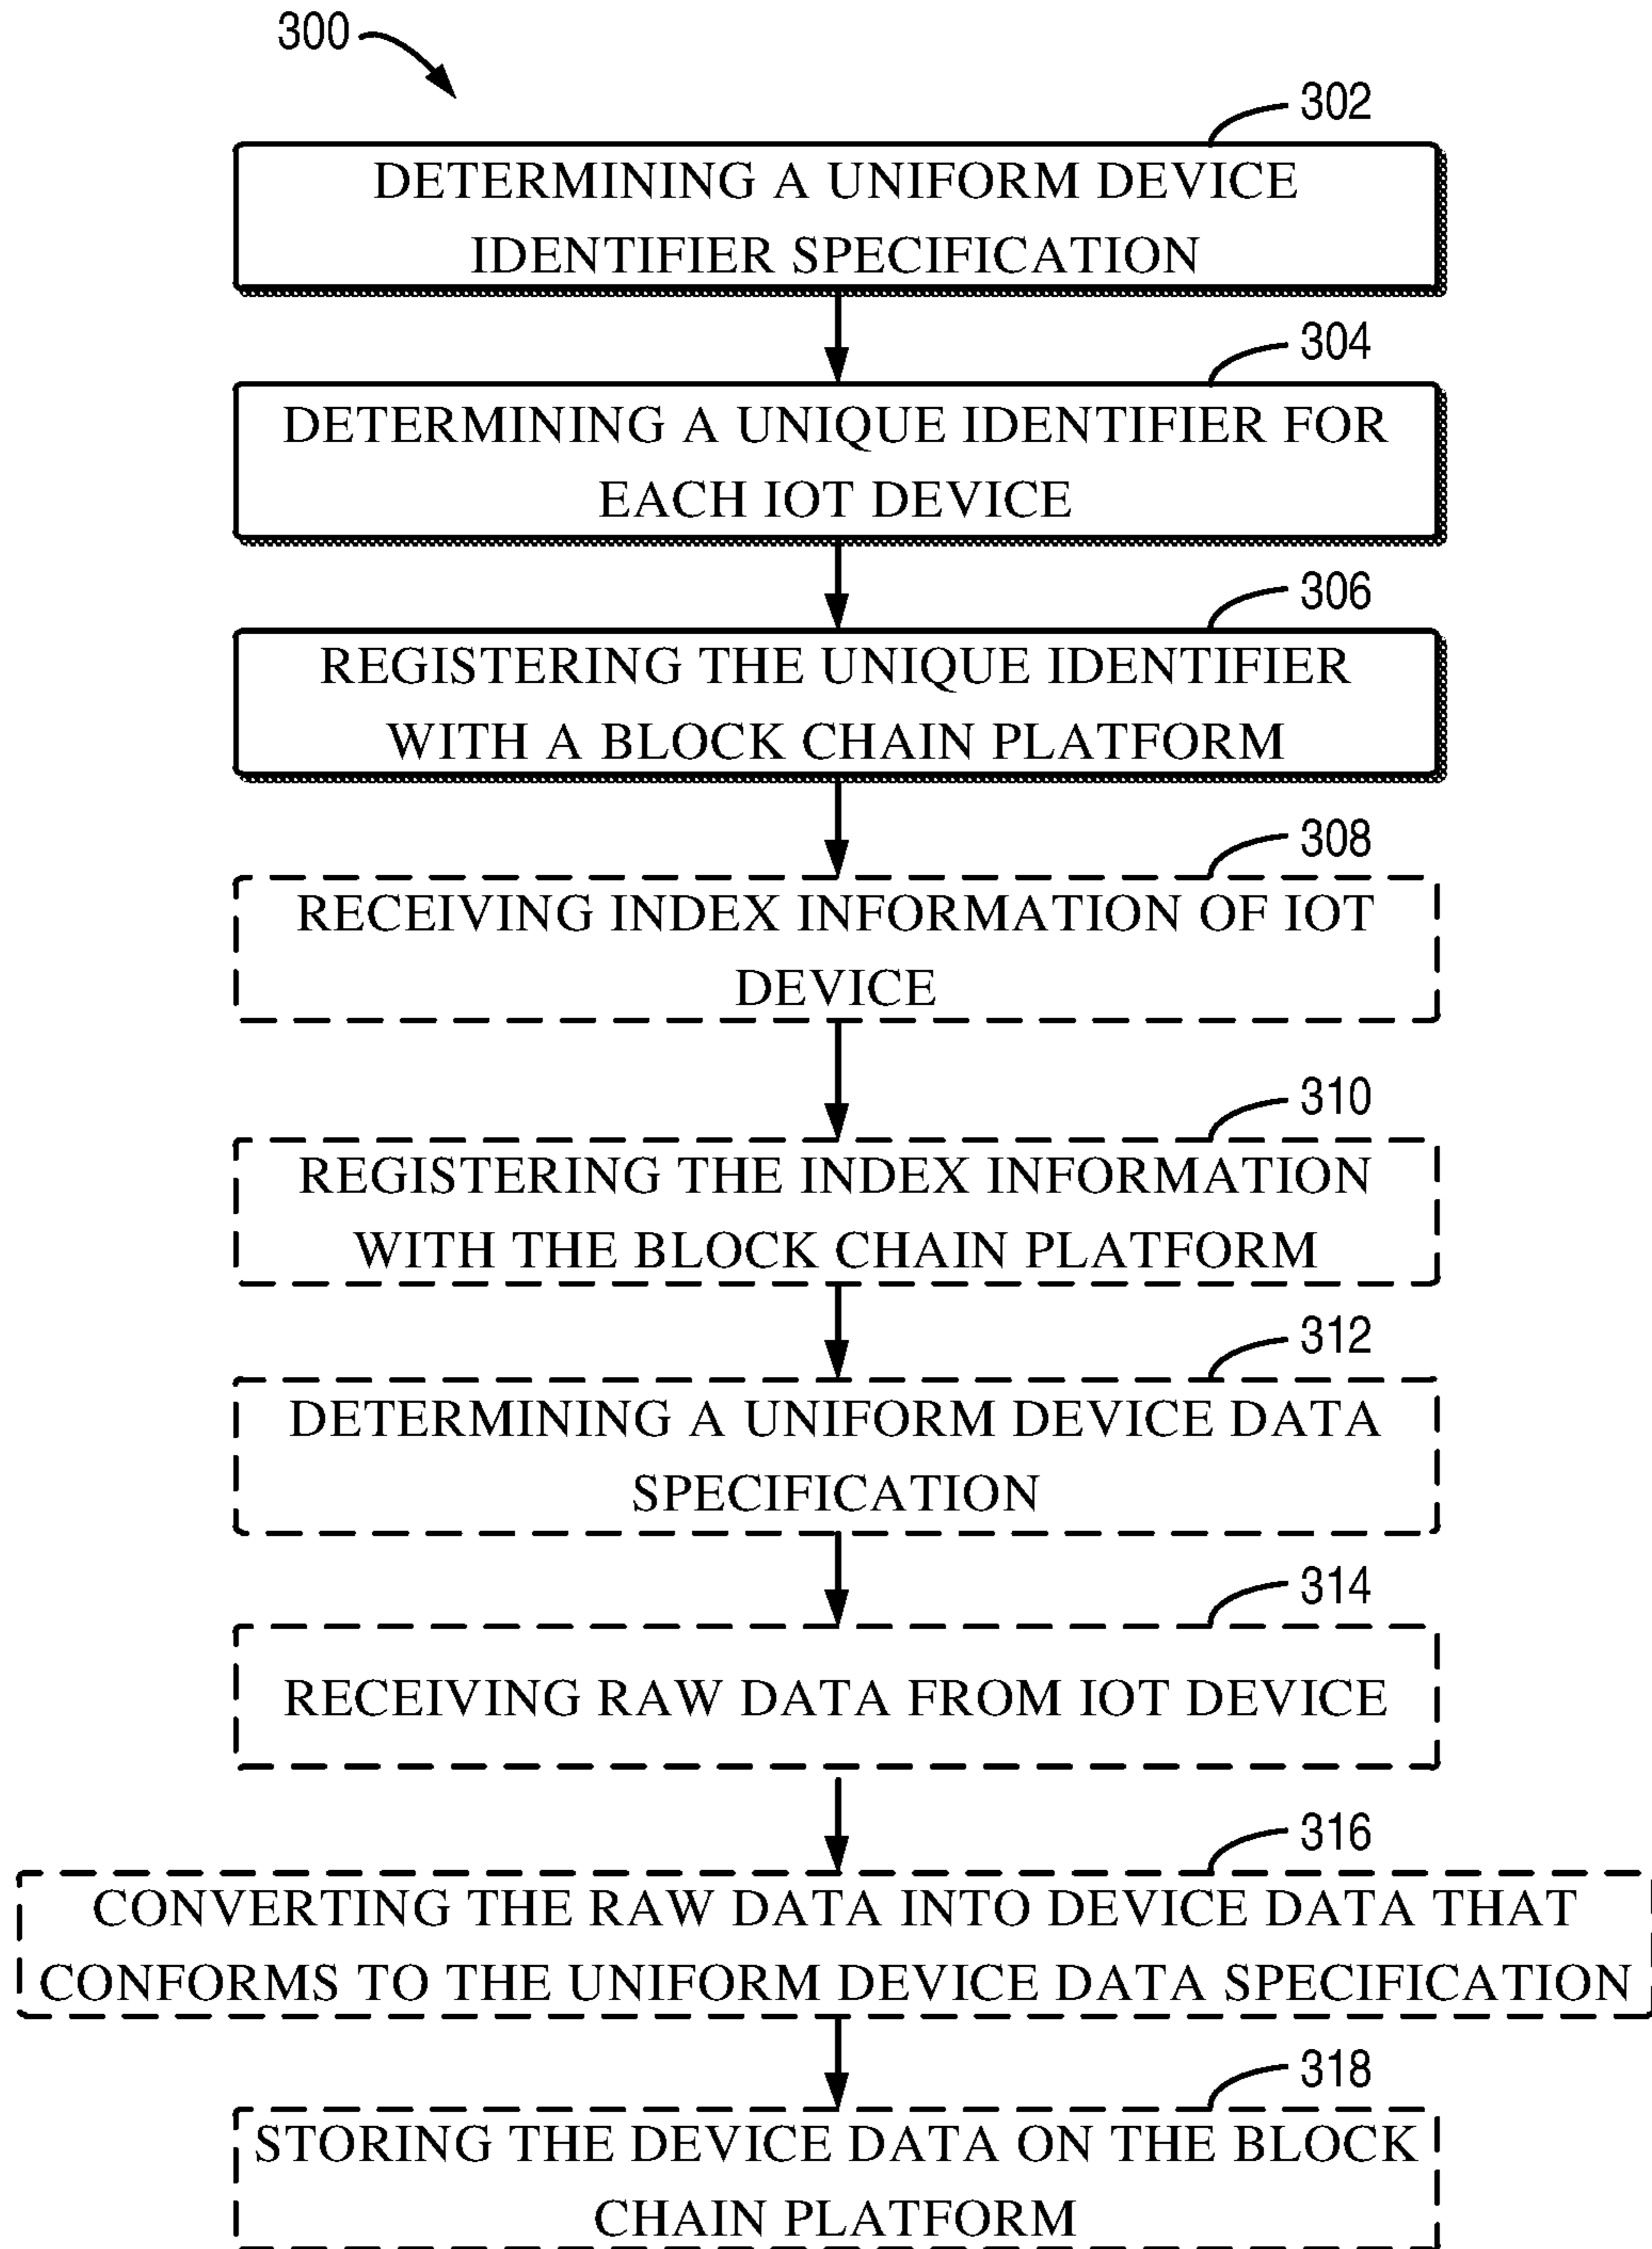 300
302
DETERMINING A UNIFORM DEVICE
IDENTIFIER SPECIFICATION
304
DETERMINING A UNIQUE IDENTIFIER FOR
EACH IOT DEVICE
306
REGISTERING THE UNIQUE IDENTIFIER
WITH A BLOCK CHAIN PLATFORM
308
RECEIVING INDEX INFORMATION OF IOT
DEVICE
310
REGISTERING THE INDEX INFORMATION
WITH THE BLOCK CHAIN PLATFORM
312
DETERMINING A UNIFORM DEVICE DATA
SPECIFICATION
314
RECEIVING RAW DATA FROM IOT DEVICE
316
CONVERTING THE RAW DATA INTO DEVICE DATA THAT
CONFORMS TO THE UNIFORM DEVICE DATA SPECIFICATION
318
STORING THE DEVICE DATA ON THE BLOCK
CHAIN PLATFORM